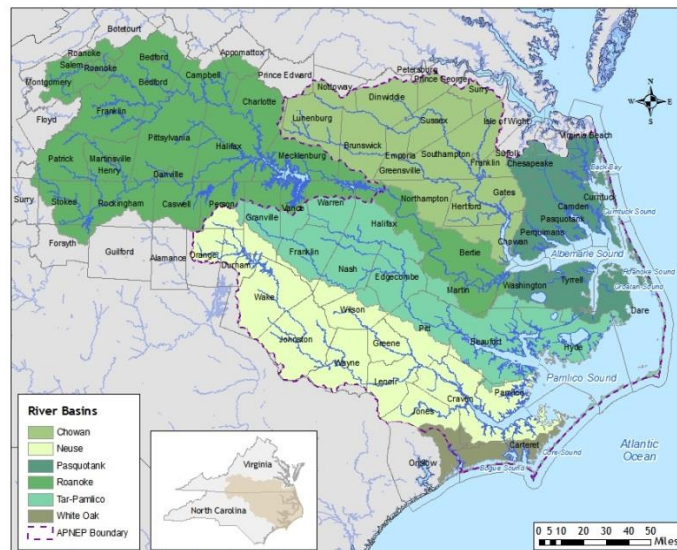 Botetourt
Roanoke
Salem
Roanoke
Montgomery
Bedford
Bedford
Campbell
Appomattox
Prince Edward
Charlotte
Nottoway
Petersburg
Prince George
Dinwiddie
Surry
Sussex
Isle of Wight
Lunenburg
Floyd
Franklin
Pittsylvania
Halifax
Brunswick
Emporia
Greensville
Southampton
Franklin
Suffolk
Virginia Beach
Chesapeake
Back Bay
Patrick
Martinsville
Henry
Danville
Mecklenburg
Surry
Stokes
Rockingham
Caswell
Person
Granville
Vance
Warren
Northampton
Halifax
Hertford
Gates
Camden
Currituck
Pasquotank
Perquimans
Currituck Sound
Chowan
Forsyth
Guilford
Alamance
Orange
Durham
Franklin
Nash
Edgecombe
Bertie
Martin
Washington
Tyrrell
Albemarle Sound
Roanoke Sound
Croatan Sound
Dare
Wake
Wilson
Pitt
Beaufort
Hyde
Johnston
Greene
Wayne
Lenoir
Craven
Pamlico
Pamlico Sound
Jones
Onslow
Carteret
Core Sound
Bogue Sound
Atlantic
Ocean
N
W
E
S
River Basins
Chowan
Neuse
Pasquotank
Roanoke
Tar-Pamlico
White Oak
APNEP Boundary
Virginia
North Carolina
0 5 10 20 30 40 50
Miles